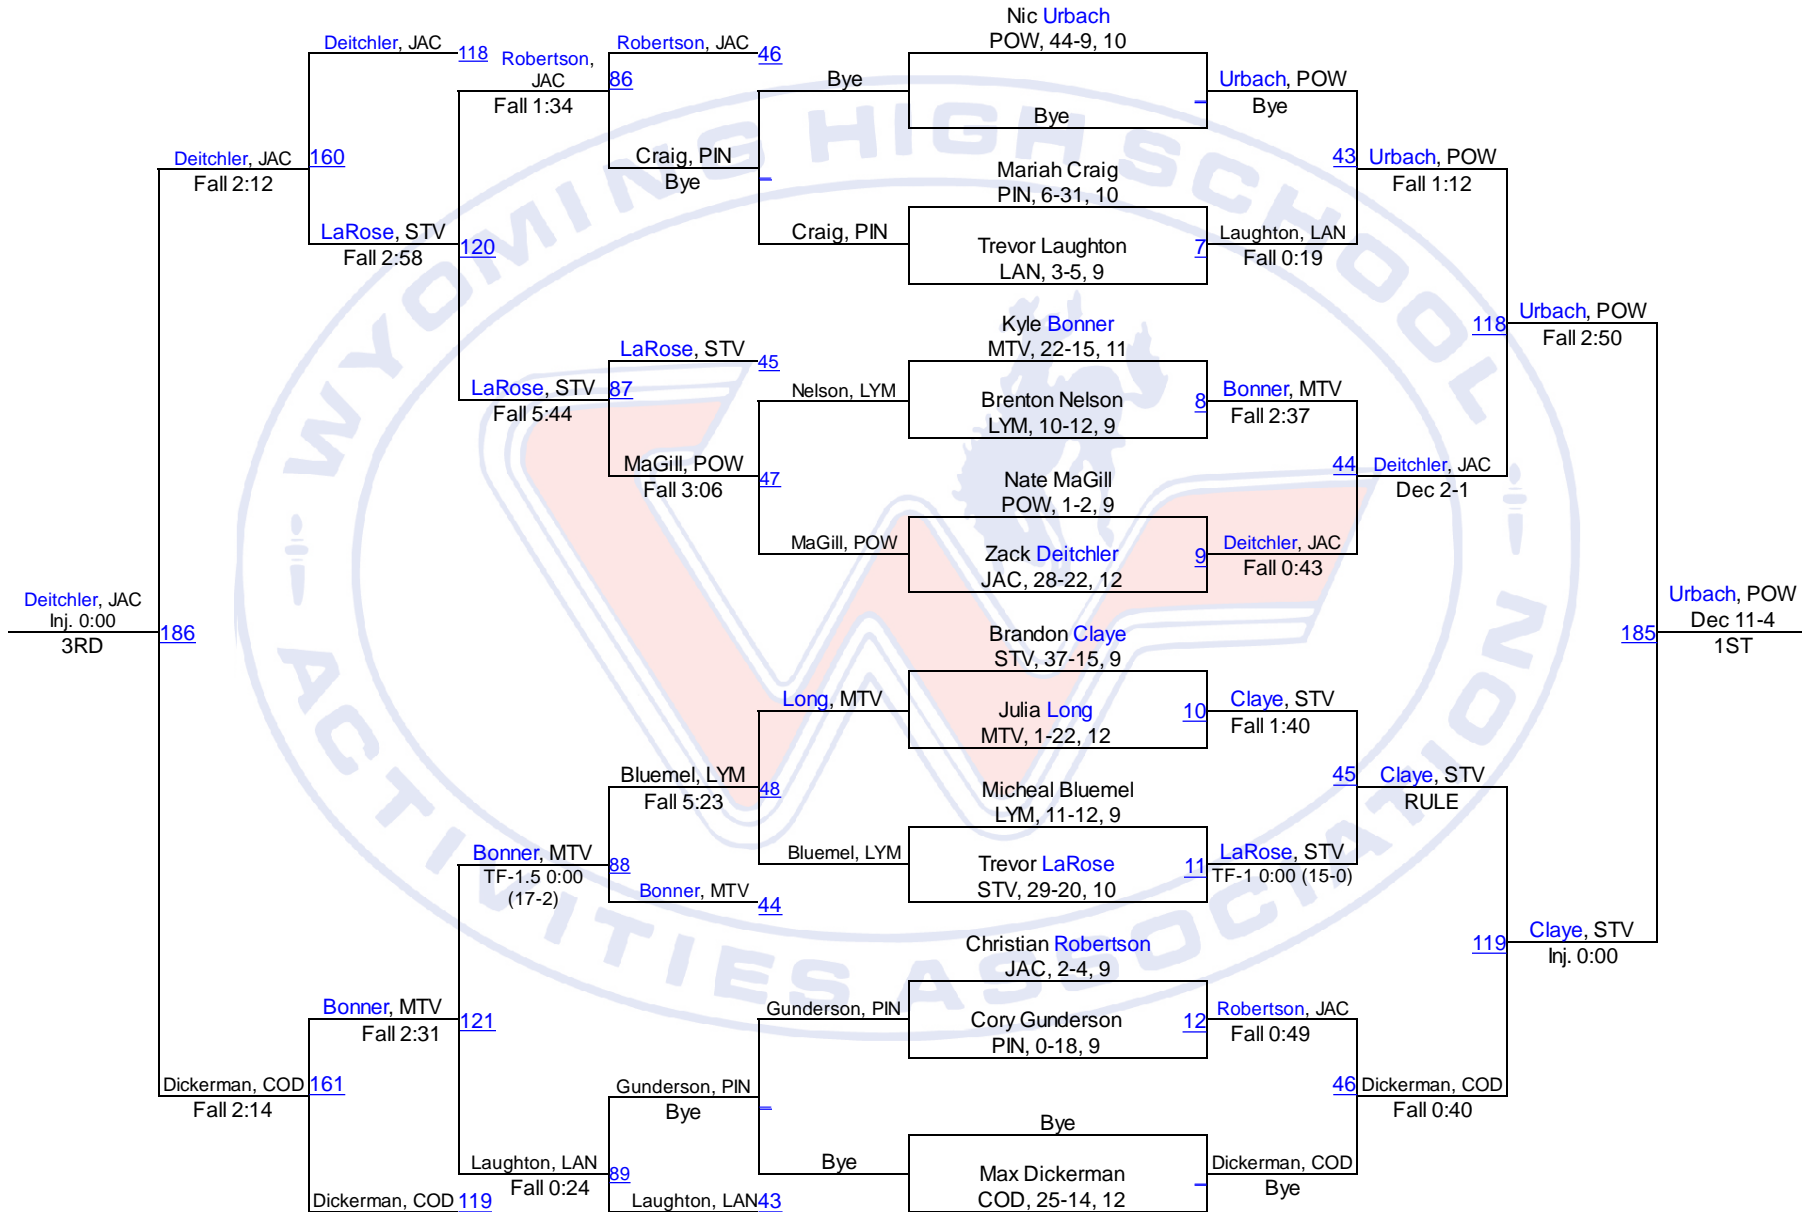 WYOMING HIGH SCHOOL
ACTIVITIES ASSOCIATION
Nic Urbach
POW, 44-9, 10
Bye
Mariah Craig
PIN, 6-31, 10
Trevor Laughton
LAN, 3-5, 9
7
Kyle Bonner
MTV, 22-15, 11
Brenton Nelson
LYM, 10-12, 9
8
Nate MaGill
POW, 1-2, 9
Zack Deitchler
JAC, 28-22, 12
9
Brandon Claye
STV, 37-15, 9
Julia Long
MTV, 1-22, 12
10
Micheal Bluemel
LYM, 11-12, 9
Trevor LaRose
STV, 29-20, 10
11
Christian Robertson
JAC, 2-4, 9
Cory Gunderson
PIN, 0-18, 9
12
Bye
Max Dickerman
COD, 25-14, 12
Urbach, POW
Bye
43
Laughton, LAN
Fall 0:19
Bonner, MTV
Fall 2:37
44
Deitchler, JAC
Fall 0:43
Claye, STV
Fall 1:40
45
LaRose, STV
TF-1 0:00 (15-0)
Robertson, JAC
Fall 0:49
46
Dickerman, COD
Bye
Urbach, POW
Fall 1:12
118
Deitchler, JAC
Dec 2-1
Claye, STV
RULE
119
Dickerman, COD
Fall 0:40
Urbach, POW
Fall 2:50
185
Claye, STV
Inj. 0:00
Urbach, POW
Dec 11-4
1ST
Bye
Craig, PIN
Nelson, LYM
47
MaGill, POW
Long, MTV
48
Bluemel, LYM
Gunderson, PIN
Bye
Robertson, JAC
46
86
Craig, PIN
Bye
LaRose, STV
45
87
MaGill, POW
Fall 3:06
Bluemel, LYM
Fall 5:23
88
Bonner, MTV
44
Gunderson, PIN
Bye
89
Laughton, LAN
43
Robertson,
JAC
Fall 1:34
120
LaRose, STV
Fall 5:44
Bonner, MTV
TF-1.5 0:00
(17-2)
121
Laughton, LAN
Fall 0:24
Deitchler, JAC
118
160
LaRose, STV
Fall 2:58
Bonner, MTV
Fall 2:31
161
Dickerman, COD
119
Deitchler, JAC
Fall 2:12
186
Dickerman, COD
Fall 2:14
Deitchler, JAC
Inj. 0:00
3RD